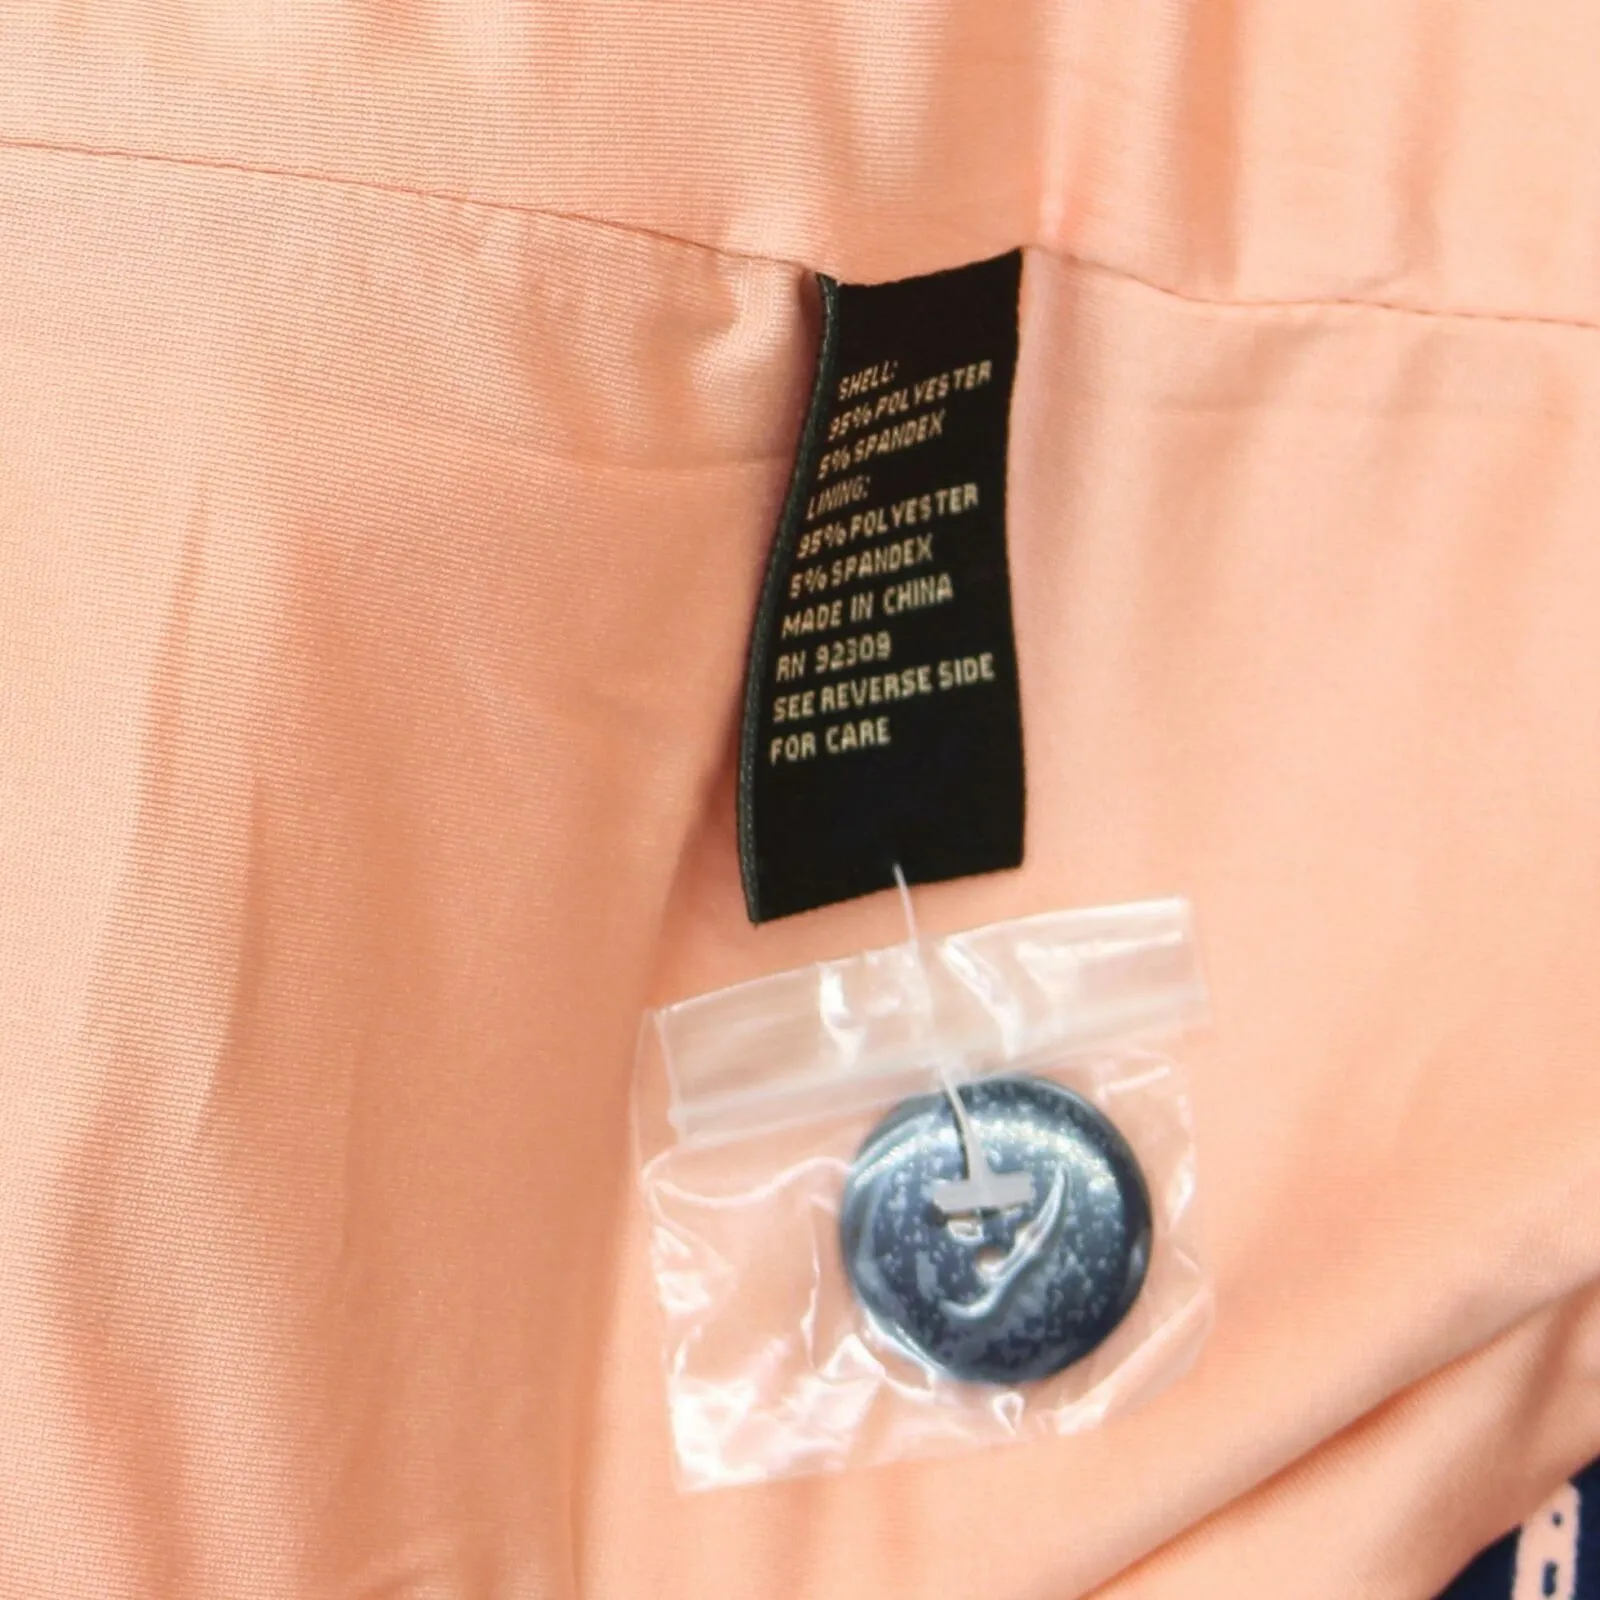 SHELL:
95% POLYESTER
5% SPANDEX
LINING:
95% POLYESTER
5% SPANDEX
MADE IN CHINA
RN 92309
SEE REVERSE SIDE
FOR CARE